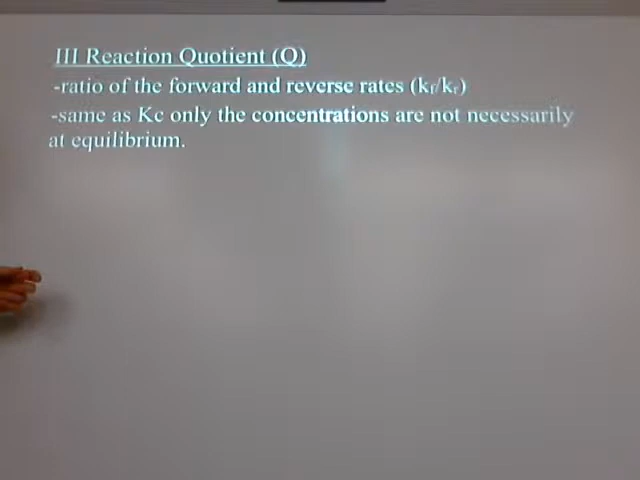 III Reaction Quotient (Q)
-ratio of the forward and reverse rates (kf/kr)
-same as Kc only the concentrations are not necessarily
at equilibrium.